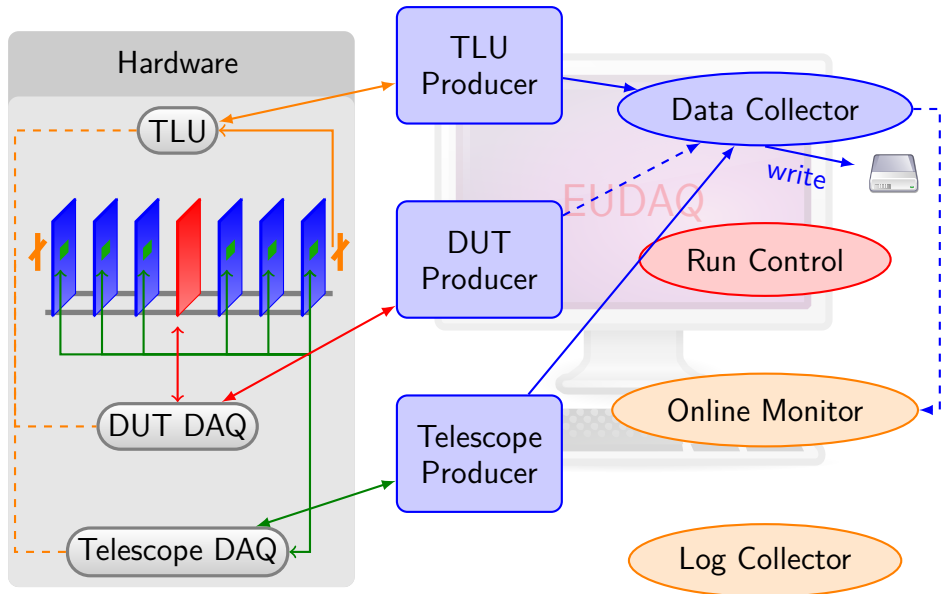 Hardware
TLU
DUT DAQ
Telescope DAQ
TLU
Producer
DUT
Producer
Telescope
Producer
Data Collector
write
EUDAQ
Run Control
Online Monitor
Log Collector